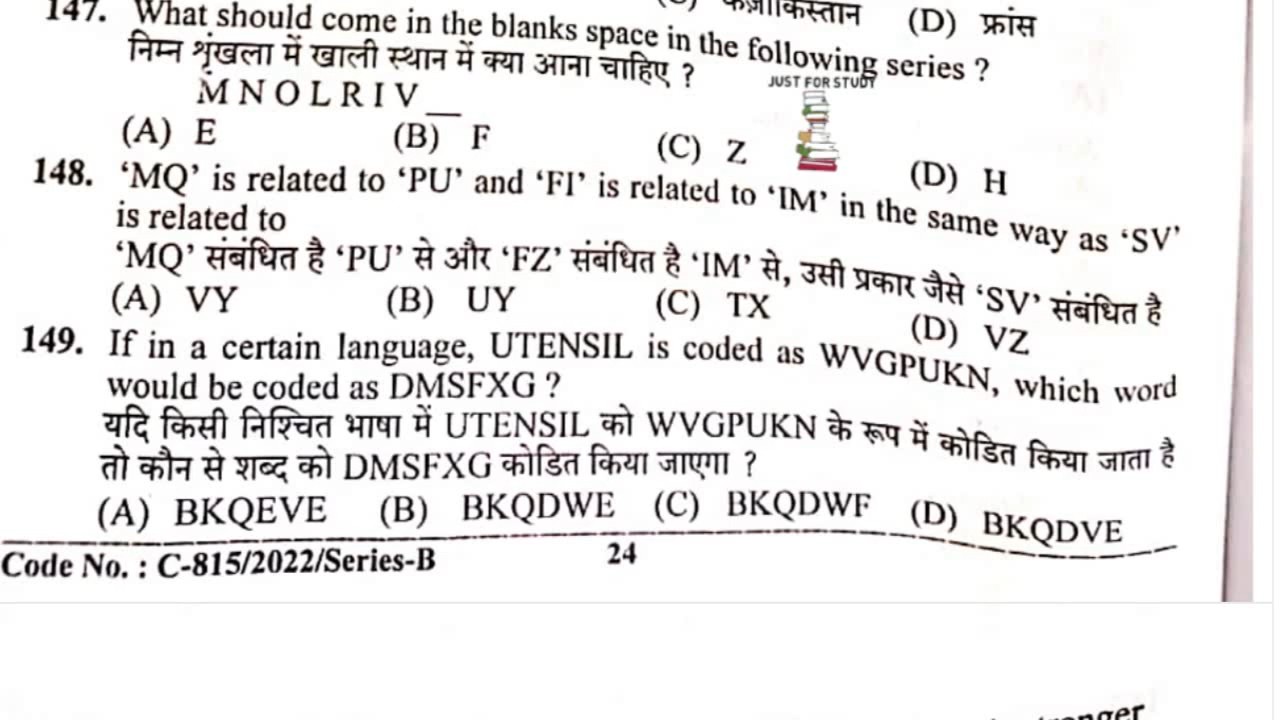 (D) फ्रांस
147. What should come in the blanks space in the following series ?
निम्न शृंखला में खाली स्थान में क्या आना चाहिए ?
JUST FOR STUDY
M N O L R I V __
(A) E (B) F (C) Z (D) H
148. ‘MQ’ is related to ‘PU’ and ‘FI’ is related to ‘IM’ in the same way as ‘SV’
is related to
‘MQ’ संबंधित है ‘PU’ से और ‘FZ’ संबंधित है ‘IM’ से, उसी प्रकार जैसे ‘SV’ संबंधित है
(A) VY (B) UY (C) TX (D) VZ
149. If in a certain language, UTENSIL is coded as WVGPUKN, which word
would be coded as DMSFXG ?
यदि किसी निश्चित भाषा में UTENSIL को WVGPUKN के रूप में कोडित किया जाता है
तो कौन से शब्द को DMSFXG कोडित किया जाएगा ?
(A) BKQEVE (B) BKQDWE (C) BKQDWF (D) BKQDVE
Code No. : C-815/2022/Series-B 24